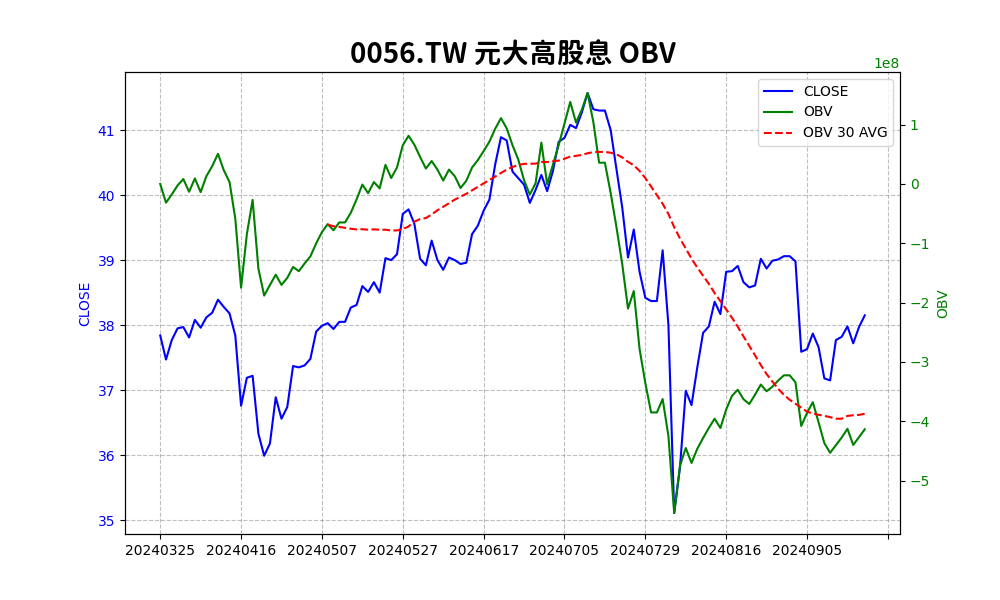 0056.TW 元大高股息 OBV
1e8
CLOSE
OBV
OBV 30 AVG
41
40
39
38
37
36
35
CLOSE
1
0
−1
−2
−3
−4
−5
OBV
20240325 20240416 20240507 20240527 20240617 20240705 20240729 20240816 20240905